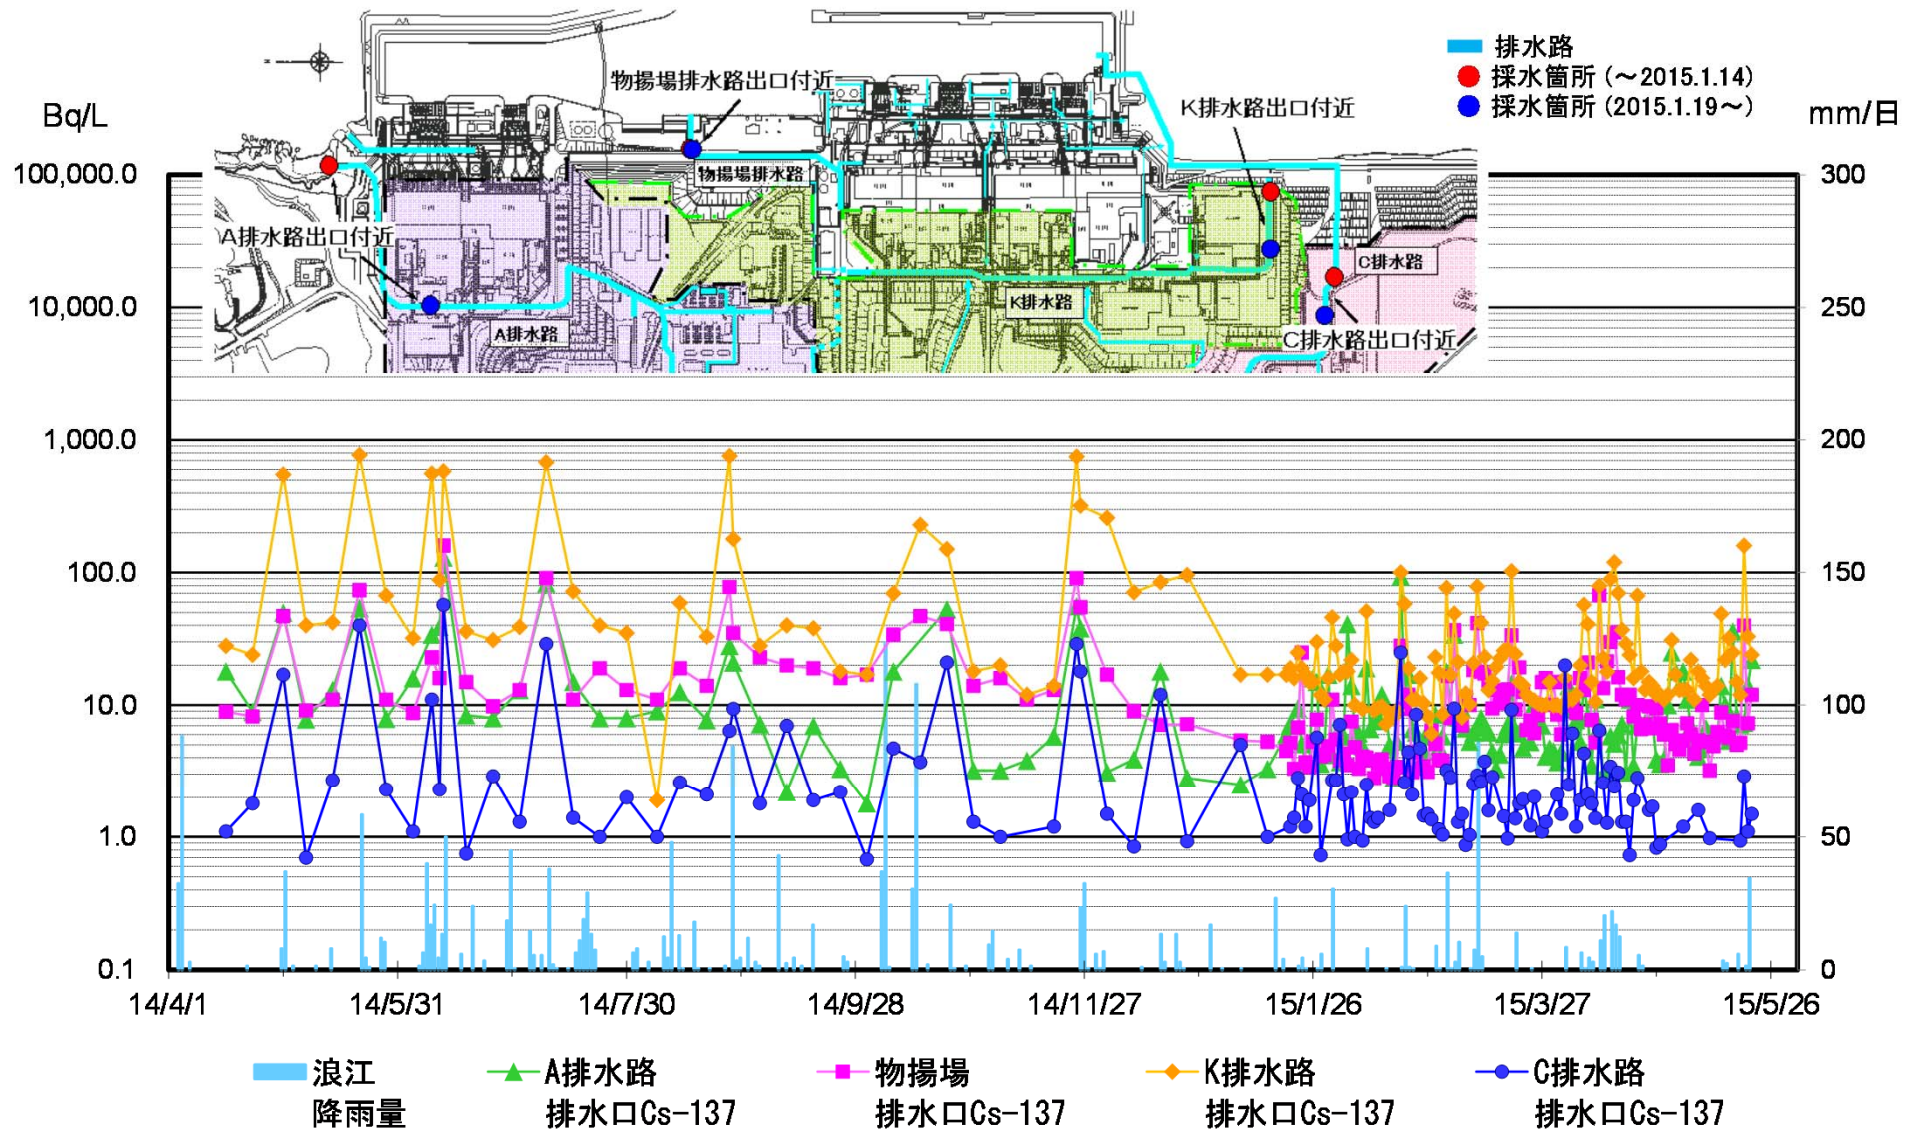 排水路
採水箇所 (～2015.1.14)
採水箇所 (2015.1.19～)
物揚場排水路出口付近
K排水路出口付近
Bq/L
mm/日
物揚場排水路
A排水路出口付近
C排水路
K排水路
A排水路
C排水路出口付近
100,000.0
10,000.0
1,000.0
100.0
10.0
1.0
0.1
300
250
200
150
100
50
0
14/4/1
14/5/31
14/7/30
14/9/28
14/11/27
15/1/26
15/3/27
15/5/26
浪江
降雨量
A排水路
排水口Cs-137
物揚場
排水口Cs-137
K排水路
排水口Cs-137
C排水路
排水口Cs-137